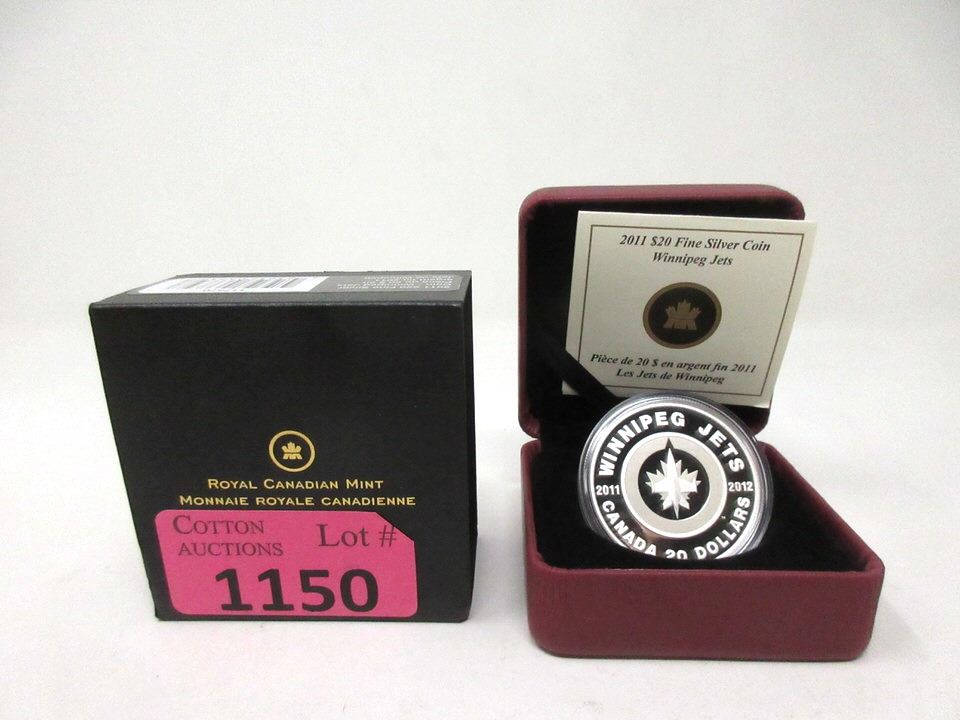 ROYAL CANADIAN MINT
MONNAIE ROYALE CANADIENNE
COTTON AUCTIONS
Lot #
1150
2011 $20 Fine Silver Coin
Winnipeg Jets
Pièce de 20 $ en argent fin 2011
Les Jets de Winnipeg
WINNIPEG JETS
2011 2012
CANADA 20 DOLLARS